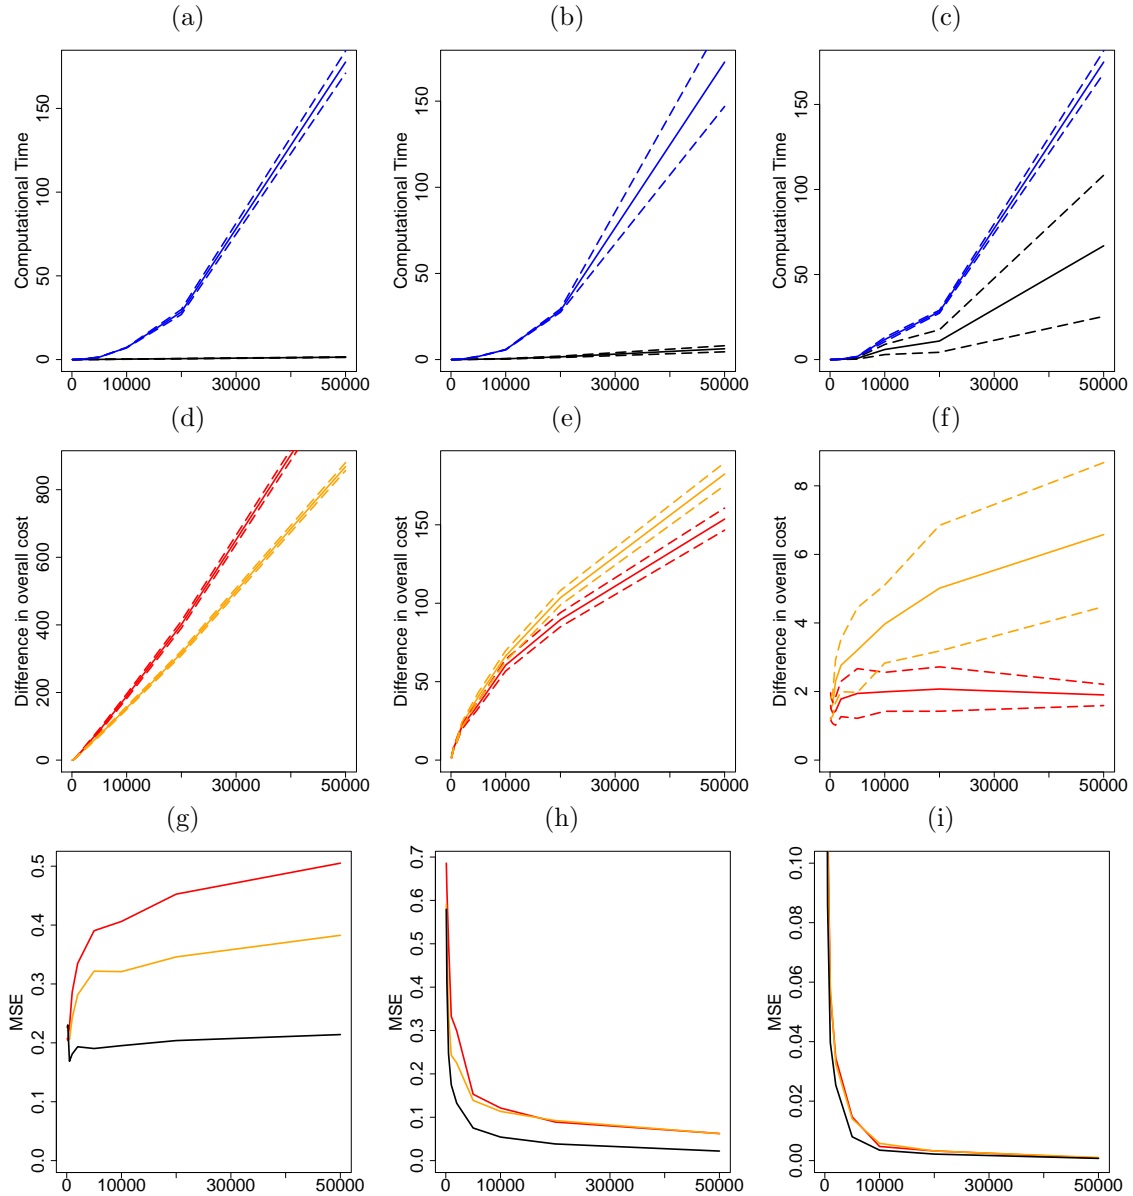 (a) (b) (c)
Computational Time
0 50 100 150
0 10000 30000 50000
Computational Time
0 50 100 150
0 10000 30000 50000
Computational Time
0 50 100 150
0 10000 30000 50000
(d) (e) (f)
Difference in overall cost
0 200 400 600 800
0 10000 30000 50000
Difference in overall cost
0 50 100 150
0 10000 30000 50000
Difference in overall cost
0 2 4 6 8
0 10000 30000 50000
(g) (h) (i)
MSE
0.0 0.1 0.2 0.3 0.4 0.5
0 10000 30000 50000
MSE
0.0 0.1 0.2 0.3 0.4 0.5 0.6 0.7
0 10000 30000 50000
MSE
0.00 0.02 0.04 0.06 0.08 0.10
0 10000 30000 50000